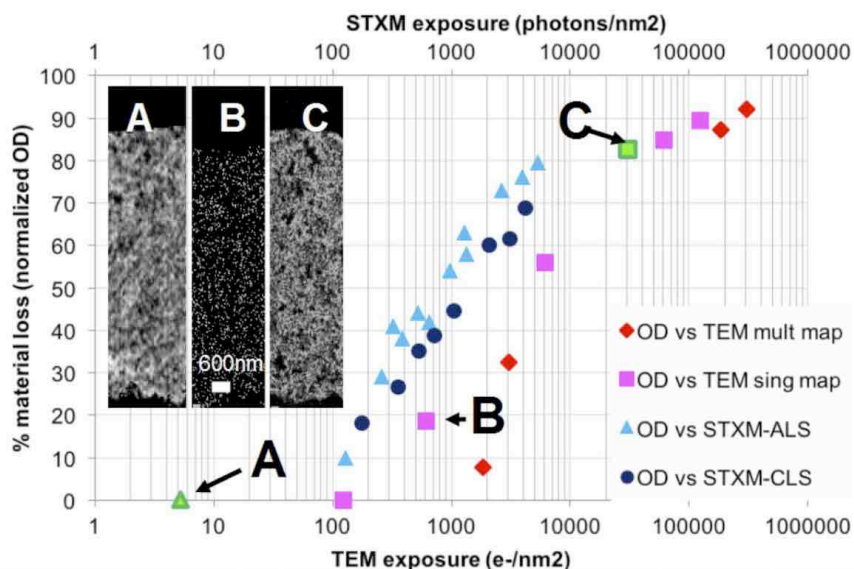 STXM exposure (photons/nm2)
1 10 100 1000 10000 100000 1000000
% material loss (normalized OD)
100
90
80
70
60
50
40
30
20
10
0
A B C
600nm
C
B
A
OD vs TEM mult map
OD vs TEM sing map
OD vs STXM-ALS
OD vs STXM-CLS
1 10 100 1000 10000 100000 1000000
TEM exposure (e-/nm2)